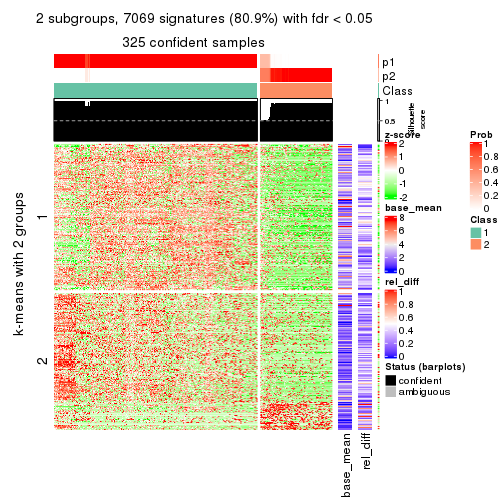 2 subgroups, 7069 signatures (80.9%) with fdr < 0.05
325 confident samples
p1
p2
Class
1
0.5
0
Silhouette
score
k-means with 2 groups
1
2
base_mean
rel_diff
z-score
2
1
0
-1
-2
base_mean
8
6
4
2
0
rel_diff
1
0.8
0.6
0.4
0.2
0
Status (barplots)
confident
ambiguous
Prob
1
0.8
0.6
0.4
0.2
0
Class
1
2